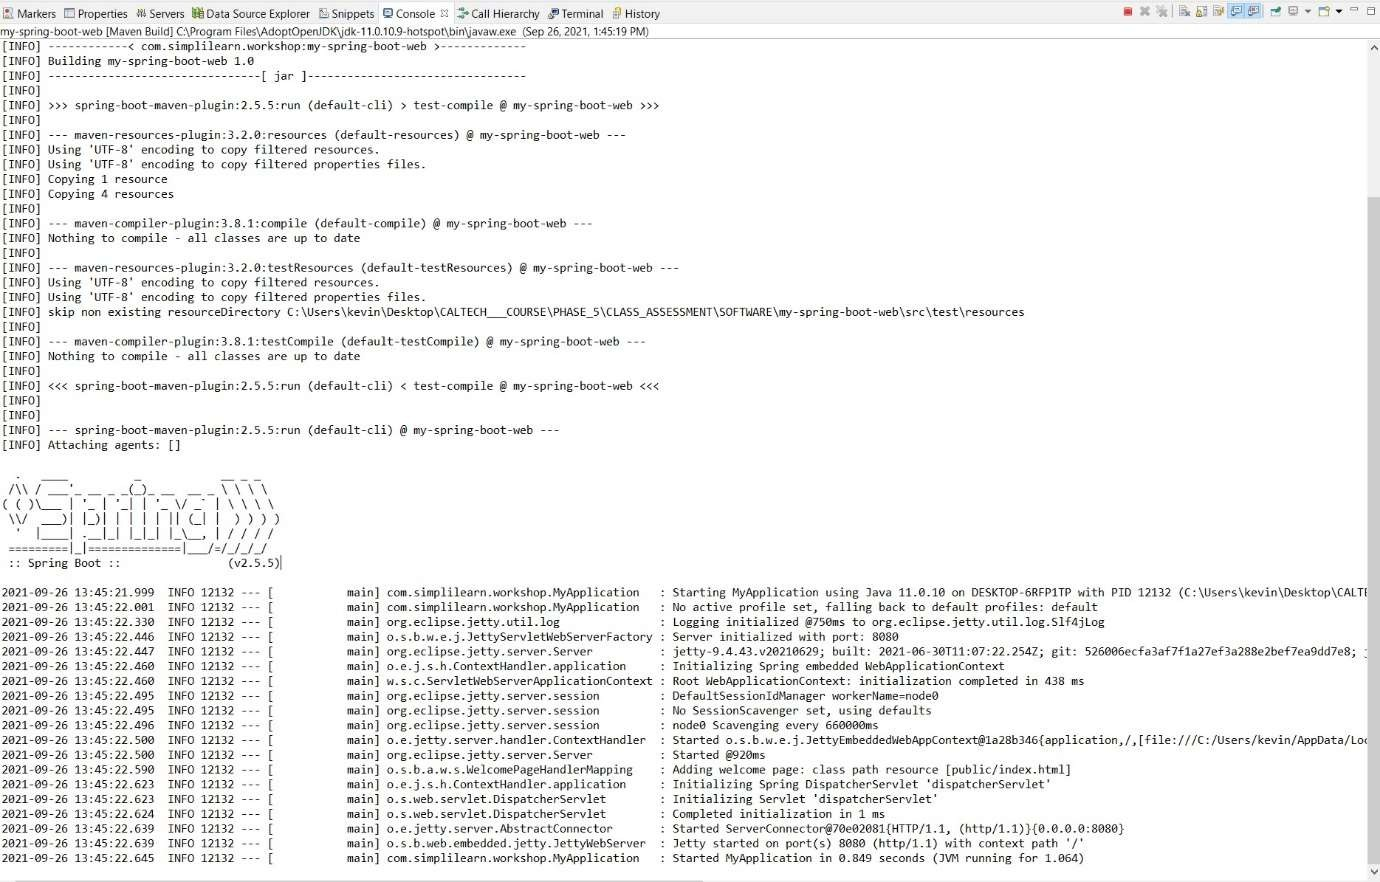 Markers Properties Servers Data Source Explorer Snippets Console Call Hierarchy Terminal History
my-spring-boot-web [Maven Build] C:\Program Files\AdoptOpenJDK\jdk-11.0.10.9-hotspot\bin\javaw.exe (Sep 26, 2021, 1:45:19 PM)
[INFO] ------------< com.simplilearn.workshop:my-spring-boot-web >-------------
[INFO] Building my-spring-boot-web 1.0
[INFO] --------------------------------[ jar ]---------------------------------
[INFO]
[INFO] >>> spring-boot-maven-plugin:2.5.5:run (default-cli) > test-compile @ my-spring-boot-web >>>
[INFO]
[INFO] --- maven-resources-plugin:3.2.0:resources (default-resources) @ my-spring-boot-web ---
[INFO] Using 'UTF-8' encoding to copy filtered resources.
[INFO] Using 'UTF-8' encoding to copy filtered properties files.
[INFO] Copying 1 resource
[INFO] Copying 4 resources
[INFO]
[INFO] --- maven-compiler-plugin:3.8.1:compile (default-compile) @ my-spring-boot-web ---
[INFO] Nothing to compile - all classes are up to date
[INFO]
[INFO] --- maven-resources-plugin:3.2.0:testResources (default-testResources) @ my-spring-boot-web ---
[INFO] Using 'UTF-8' encoding to copy filtered resources.
[INFO] Using 'UTF-8' encoding to copy filtered properties files.
[INFO] skip non existing resourceDirectory C:\Users\kevin\Desktop\CALTECH___COURSE\PHASE_5\CLASS_ASSESSMENT\SOFTWARE\my-spring-boot-web\src\test\resources
[INFO]
[INFO] --- maven-compiler-plugin:3.8.1:testCompile (default-testCompile) @ my-spring-boot-web ---
[INFO] Nothing to compile - all classes are up to date
[INFO]
[INFO] <<< spring-boot-maven-plugin:2.5.5:run (default-cli) < test-compile @ my-spring-boot-web <<<
[INFO]
[INFO]
[INFO] --- spring-boot-maven-plugin:2.5.5:run (default-cli) @ my-spring-boot-web ---
[INFO] Attaching agents: []
Spring
:: Spring Boot :: (v2.5.5)
2021-09-26 13:45:21.999 INFO 12132 --- [ main] com.simplilearn.workshop.MyApplication : Starting MyApplication using Java 11.0.10 on DESKTOP-6RFP1TP with PID 12132 (C:\Users\kevin\Desktop\CALTE
2021-09-26 13:45:22.001 INFO 12132 --- [ main] com.simplilearn.workshop.MyApplication : No active profile set, falling back to default profiles: default
2021-09-26 13:45:22.330 INFO 12132 --- [ main] org.eclipse.jetty.util.log : Logging initialized @750ms to org.eclipse.jetty.util.log.Slf4jLog
2021-09-26 13:45:22.446 INFO 12132 --- [ main] o.s.b.w.e.j.JettyServletWebServerFactory : Server initialized with port: 8080
2021-09-26 13:45:22.447 INFO 12132 --- [ main] org.eclipse.jetty.server.Server : jetty-9.4.43.v20210629; built: 2021-06-30T11:07:22.254Z; git: 526006ecfa3af7f1a27ef3a288e2bef7ea9dd7e8; j
2021-09-26 13:45:22.460 INFO 12132 --- [ main] o.e.j.s.h.ContextHandler.application : Initializing Spring embedded WebApplicationContext
2021-09-26 13:45:22.460 INFO 12132 --- [ main] w.s.c.ServletWebServerApplicationContext : Root WebApplicationContext: initialization completed in 438 ms
2021-09-26 13:45:22.495 INFO 12132 --- [ main] org.eclipse.jetty.server.session : DefaultSessionIdManager workerName=node0
2021-09-26 13:45:22.495 INFO 12132 --- [ main] org.eclipse.jetty.server.session : No SessionScavenger set, using defaults
2021-09-26 13:45:22.496 INFO 12132 --- [ main] org.eclipse.jetty.server.session : node0 Scavenging every 660000ms
2021-09-26 13:45:22.500 INFO 12132 --- [ main] o.e.jetty.server.handler.ContextHandler : Started o.s.b.w.e.j.JettyEmbeddedWebAppContext@1a28b346{application,/,[file:///C:/Users/kevin/AppData/Loc
2021-09-26 13:45:22.500 INFO 12132 --- [ main] org.eclipse.jetty.server.Server : Started @920ms
2021-09-26 13:45:22.590 INFO 12132 --- [ main] o.s.b.a.w.s.WelcomePageHandlerMapping : Adding welcome page: class path resource [public/index.html]
2021-09-26 13:45:22.623 INFO 12132 --- [ main] o.e.j.s.h.ContextHandler.application : Initializing Spring DispatcherServlet 'dispatcherServlet'
2021-09-26 13:45:22.623 INFO 12132 --- [ main] o.s.web.servlet.DispatcherServlet : Initializing Servlet 'dispatcherServlet'
2021-09-26 13:45:22.624 INFO 12132 --- [ main] o.s.web.servlet.DispatcherServlet : Completed initialization in 1 ms
2021-09-26 13:45:22.639 INFO 12132 --- [ main] o.e.jetty.server.AbstractConnector : Started ServerConnector@70e02081{HTTP/1.1, (http/1.1)}{0.0.0.0:8080}
2021-09-26 13:45:22.639 INFO 12132 --- [ main] o.s.b.web.embedded.jetty.JettyWebServer : Jetty started on port(s) 8080 (http/1.1) with context path '/'
2021-09-26 13:45:22.645 INFO 12132 --- [ main] com.simplilearn.workshop.MyApplication : Started MyApplication in 0.849 seconds (JVM running for 1.064)